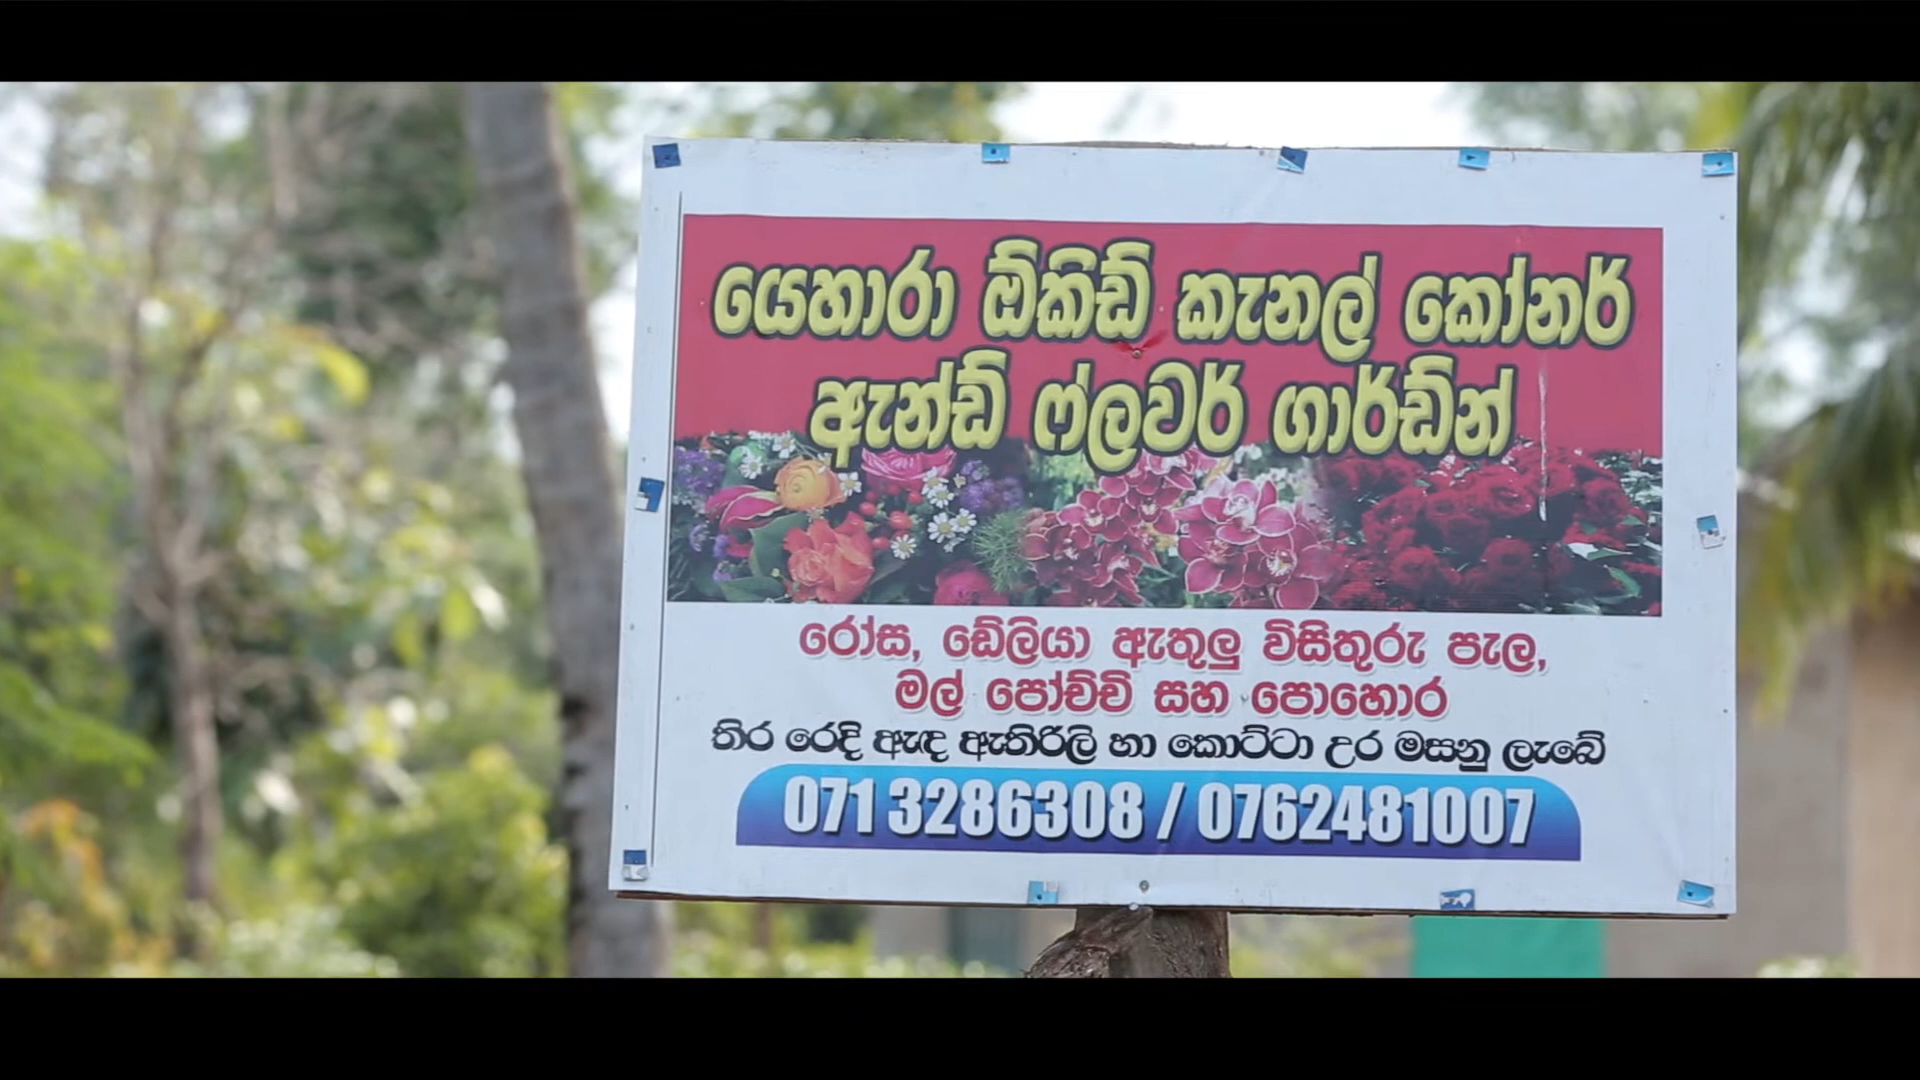 යෙහාරා ඕකිඩ් කැනල් කෝනර්
ඇන්ඩ් ෆ්ලවර් ගාර්ඩ්න්
රෝස, ඩේලියා ඇතුලු විසිතුරු පැල,
මල් පෝච්චි සහ පොහොර
තිර රෙදි ඇඳ ඇතිරිලි හා කොට්ටා උර මසනු ලැබේ
071 3286308 / 0762481007